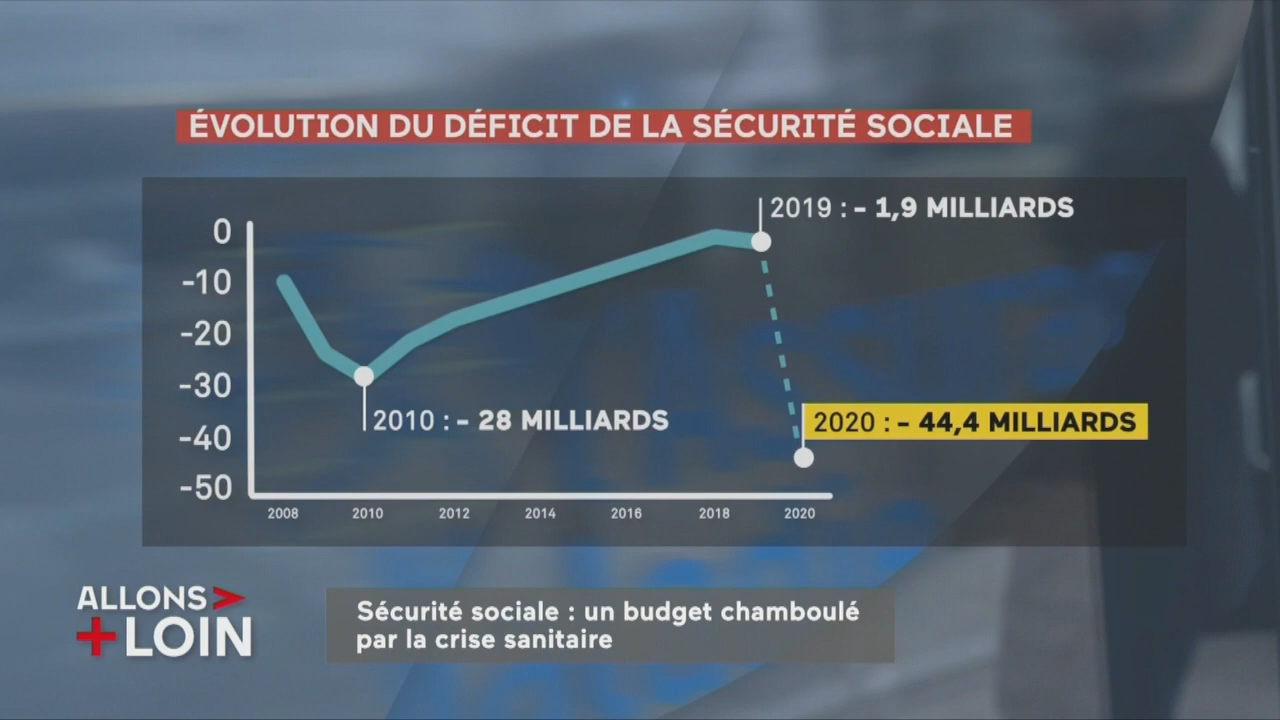 ÉVOLUTION DU DÉFICIT DE LA SÉCURITÉ SOCIALE
2019 : - 1,9 MILLIARDS
0
-10
-20
-30
-40
-50
2010 : - 28 MILLIARDS
2020 : - 44,4 MILLIARDS
2008 2010 2012 2014 2016 2018 2020
ALLONS>
+LOIN
Sécurité sociale : un budget chamboulé
par la crise sanitaire